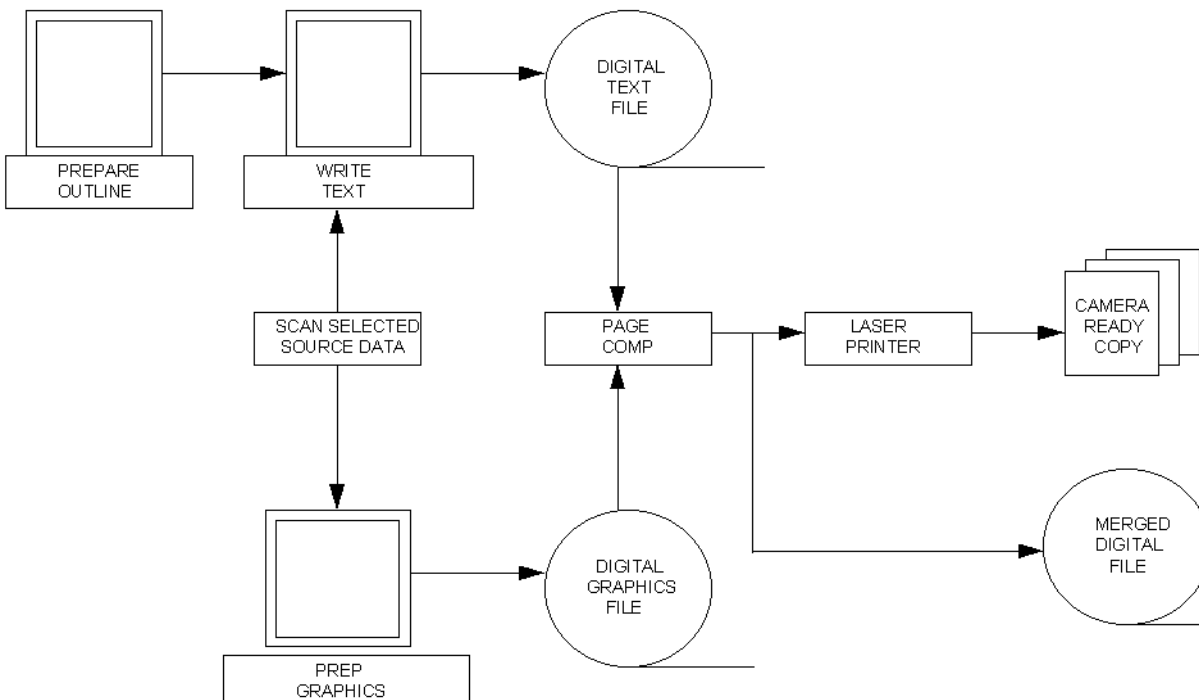 DIGITAL
TEXT
FILE
PREPARE
OUTLINE
WRITE
TEXT
SCAN SELECTED
SOURCE DATA
PAGE
COMP
LASER
PRINTER
CAMERA
READY
COPY
MERGED
DIGITAL
FILE
DIGITAL
GRAPHICS
FILE
PREP
GRAPHICS